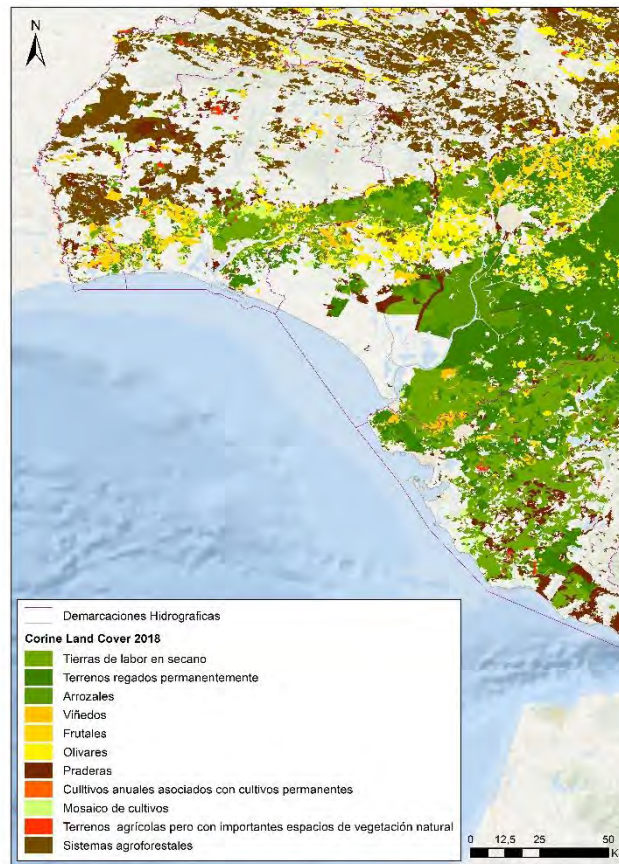 N
Demarcaciones Hidrograficas
Corine Land Cover 2018
Tierras de labor en secano
Terrenos regados permanentemente
Arrozales
Viñedos
Frutales
Olivares
Praderas
Culltivos anuales asociados con cultivos permanentes
Mosaico de cultivos
Terrenos agrícolas pero con importantes espacios de vegetación natural
Sistemas agroforestales
0 12,5 25 50
K